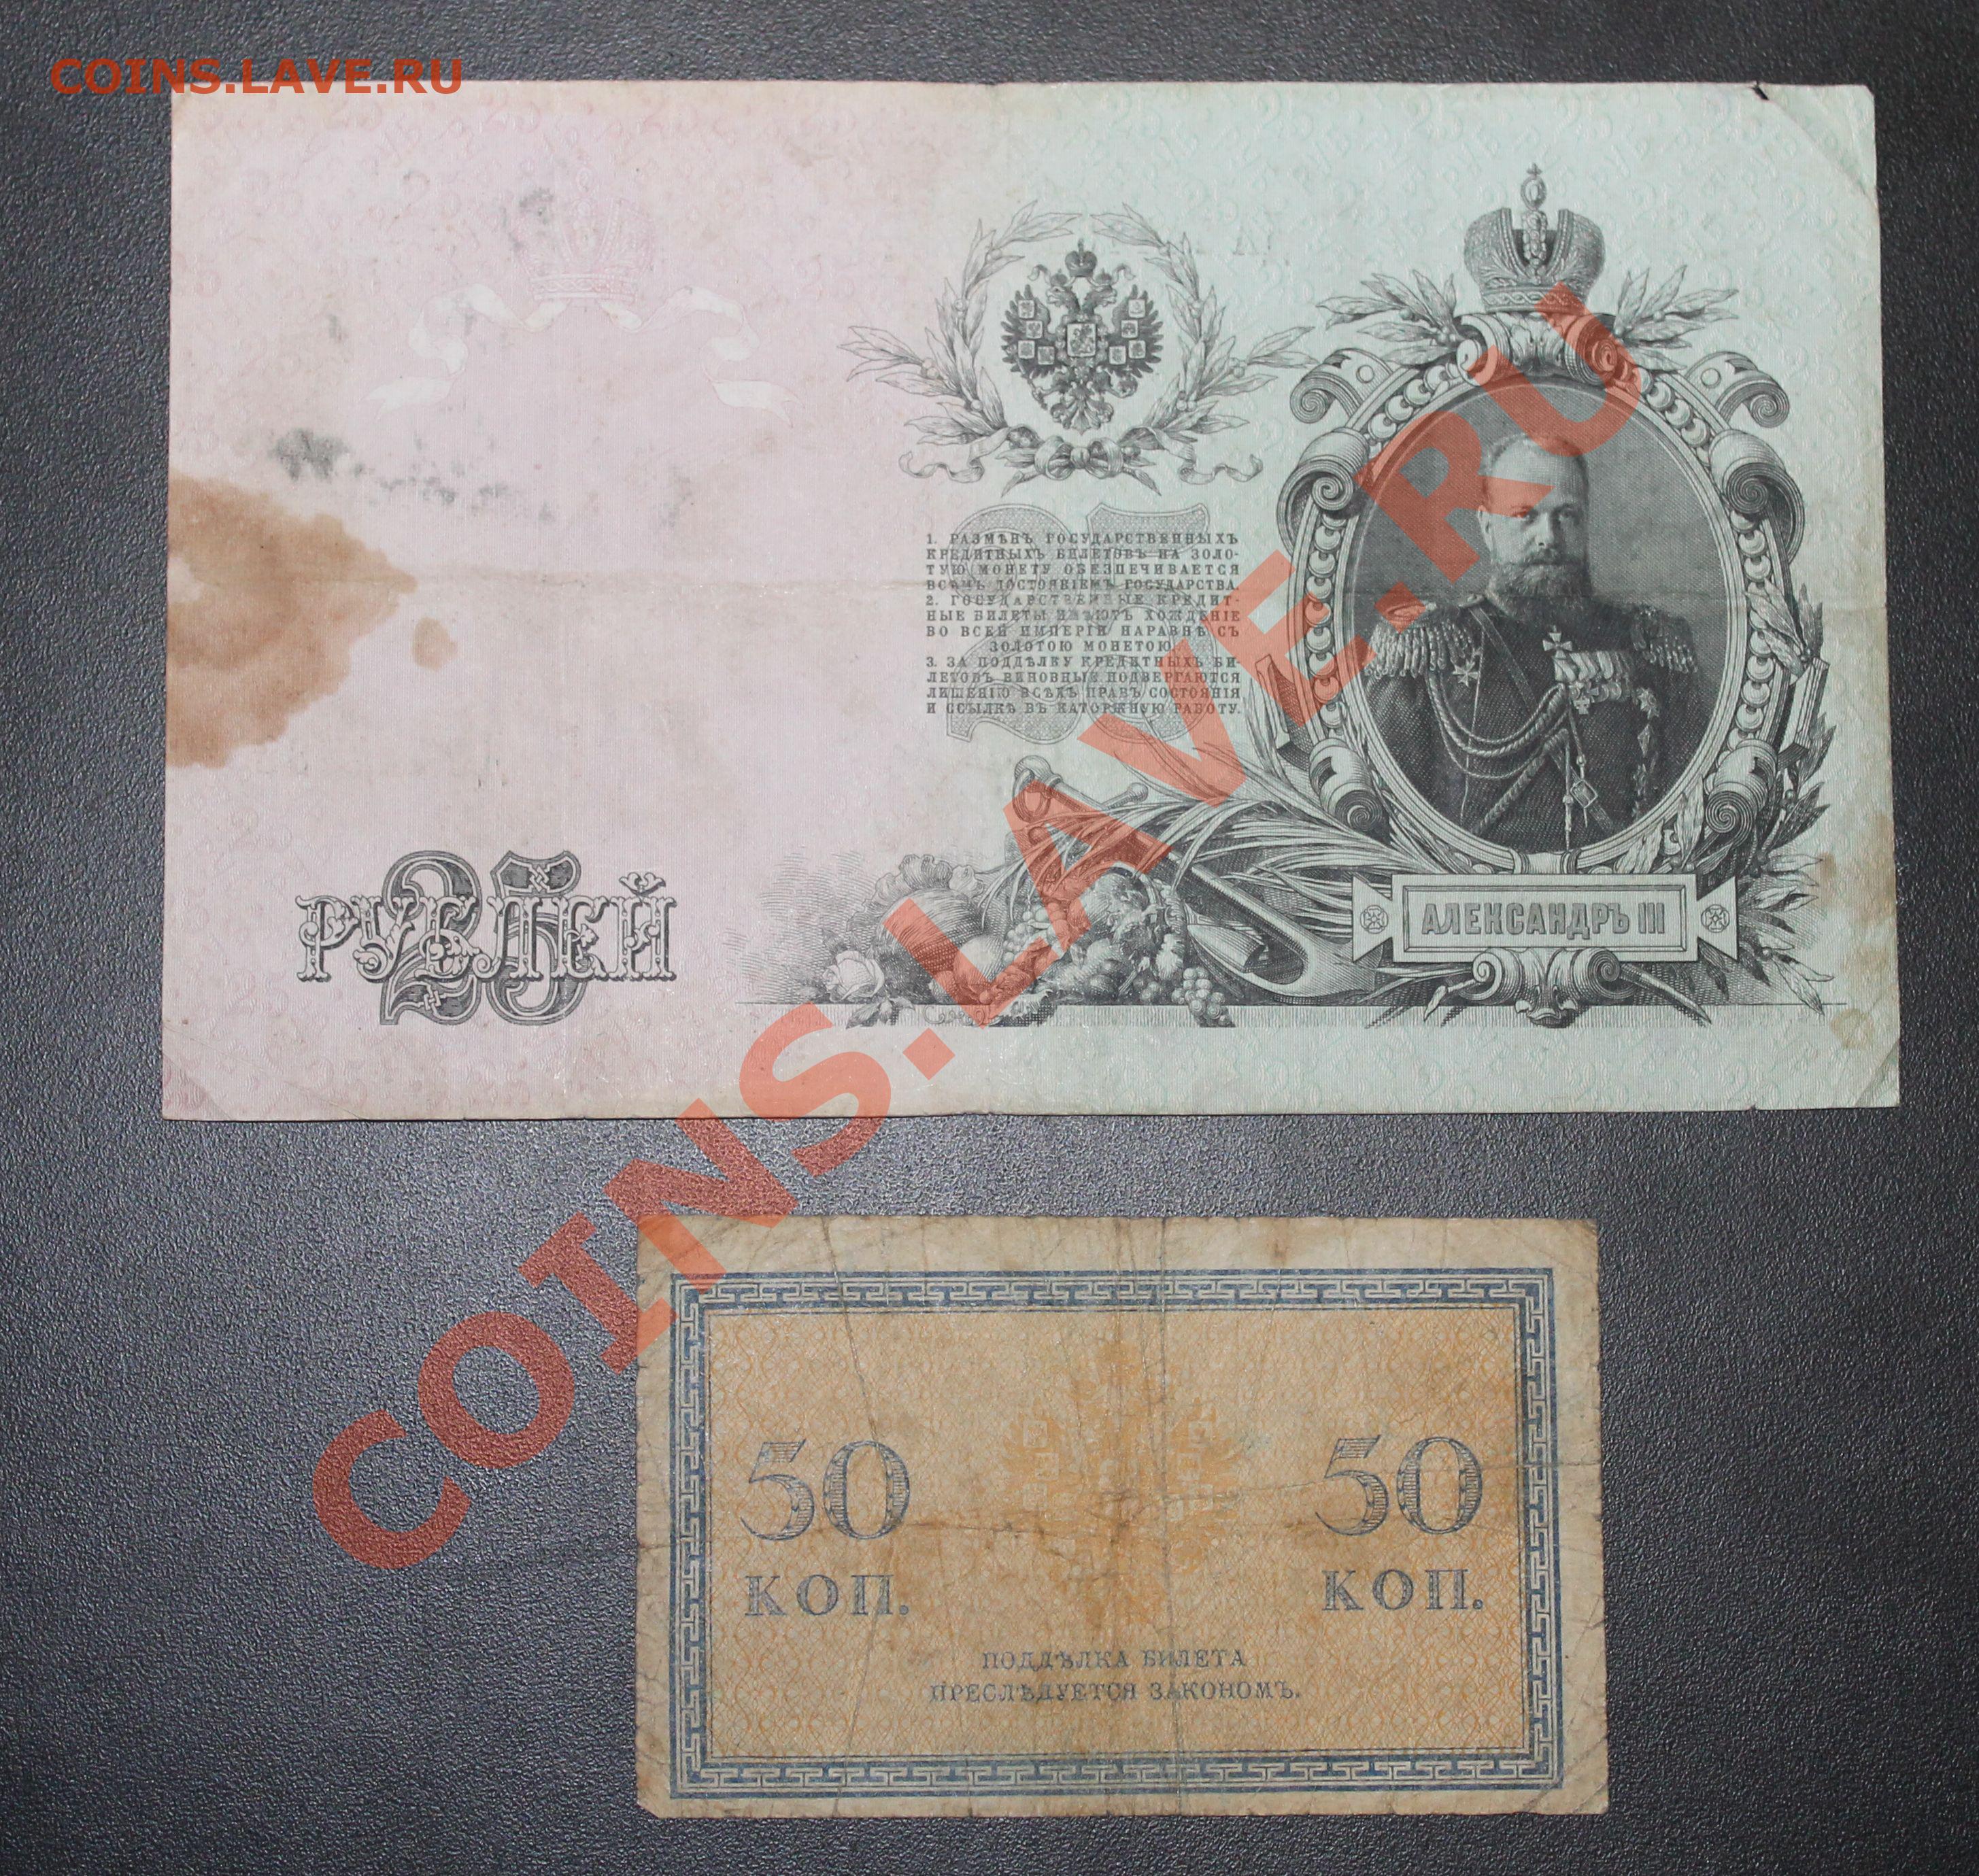 COINS.LAVE.RU
1. РАЗМѢНЪ ГОСУДАРСТВЕННЫХЪ
КРЕДИТНЫХЪ БИЛЕТОВЪ НА ЗОЛО-
ТУЮ МОНЕТУ ОБЕЗПЕЧИВАЕТСЯ
ВСѢМЪ ДОСТОЯНІЕМЪ ГОСУДАРСТВА.
2. ГОСУДАРСТВЕННЫЕ КРЕДИТ-
НЫЕ БИЛЕТЫ ИМѢЮТЪ ХОЖДЕНІЕ
ВО ВСЕЙ ИМПЕРІИ НАРАВНѢ СЪ
ЗОЛОТОЮ МОНЕТОЮ.
3. ЗА ПОДДѢЛКУ КРЕДИТНЫХЪ БИ-
ЛЕТОВЪ ВИНОВНЫЕ ПОДВЕРГАЮТСЯ
ЛИШЕНІЮ ВСѢХЪ ПРАВЪ СОСТОЯНІЯ
И ССЫЛКѢ ВЪ КАТОРЖНУЮ РАБОТУ.
25
25
РУБЛЕЙ
АЛЕКСАНДРЪ III
COINS.LAVE.RU
50 50
КОП. КОП.
ПОДДѢЛКА БИЛЕТА
ПРЕСЛѢДУЕТСЯ ЗАКОНОМЪ.